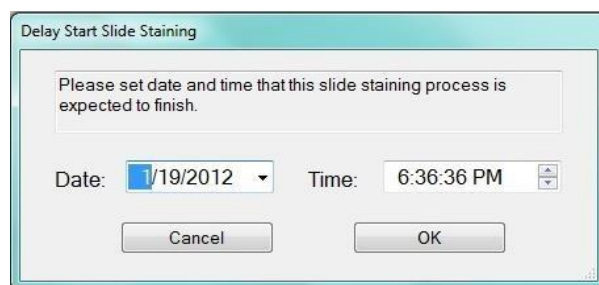 Delay Start Slide Staining
Please set date and time that this slide staining process is
expected to finish.
Date: 1/19/2012 Time: 6:36:36 PM
Cancel OK